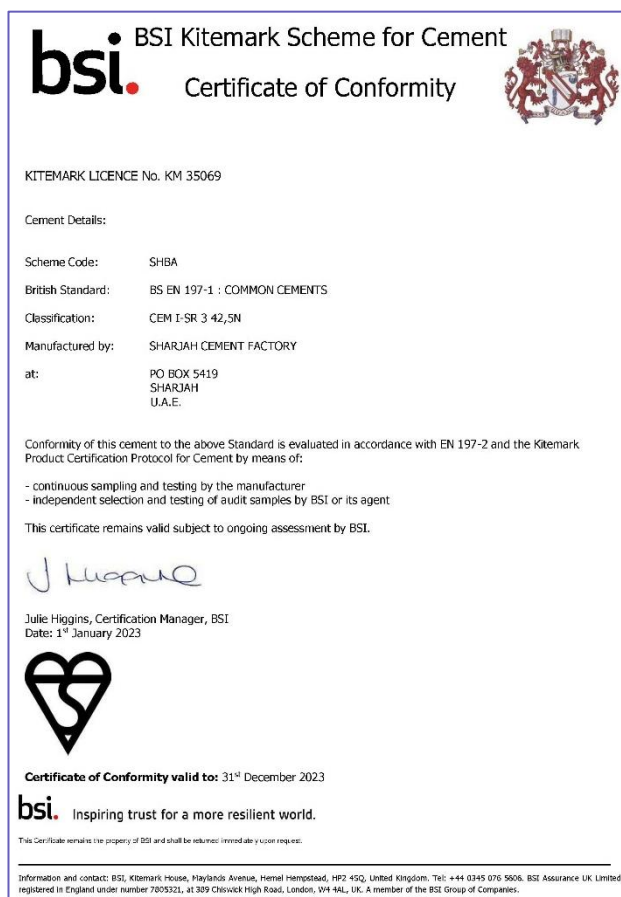 bsi.
BSI Kitemark Scheme for Cement
Certificate of Conformity
KITEMARK LICENCE No. KM 35069
Cement Details:
Scheme Code: SHBA
British Standard: BS EN 197-1 : COMMON CEMENTS
Classification: CEM I-SR 3 42,5N
Manufactured by: SHARJAH CEMENT FACTORY
at: PO BOX 5419
SHARJAH
U.A.E.
Conformity of this cement to the above Standard is evaluated in accordance with EN 197-2 and the Kitemark
Product Certification Protocol for Cement by means of:
- continuous sampling and testing by the manufacturer
- independent selection and testing of audit samples by BSI or its agent
This certificate remains valid subject to ongoing assessment by BSI.
J Higgins
Julie Higgins, Certification Manager, BSI
Date: 1st January 2023
Certificate of Conformity valid to: 31st December 2023
bsi. Inspiring trust for a more resilient world.
This Certificate remains the property of BSI and shall be returned immediately upon request.
Information and contact: BSI, Kitemark House, Maylands Avenue, Hemel Hempstead, HP2 4SQ, United Kingdom. Tel: +44 0345 076 5606. BSI Assurance UK Limited
registered in England under number 7805321, at 389 Chiswick High Road, London, W4 4AL, UK. A member of the BSI Group of Companies.